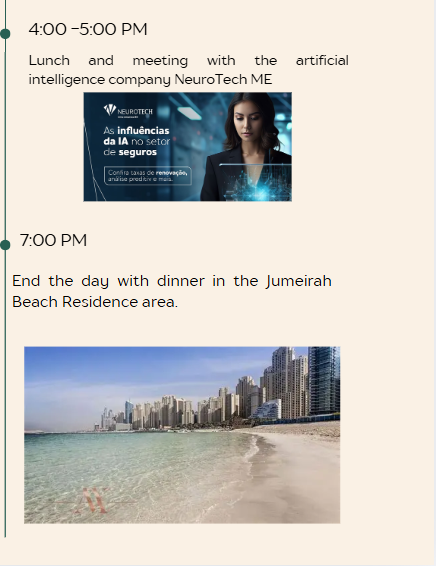 4:00 –5:00 PM
Lunch and meeting with the artificial
intelligence company NeuroTech ME
NEUROTECH
As influências
da IA no setor
de seguros
Confira taxas de renovação,
análise preditiva e mais.
7:00 PM
End the day with dinner in the Jumeirah
Beach Residence area.